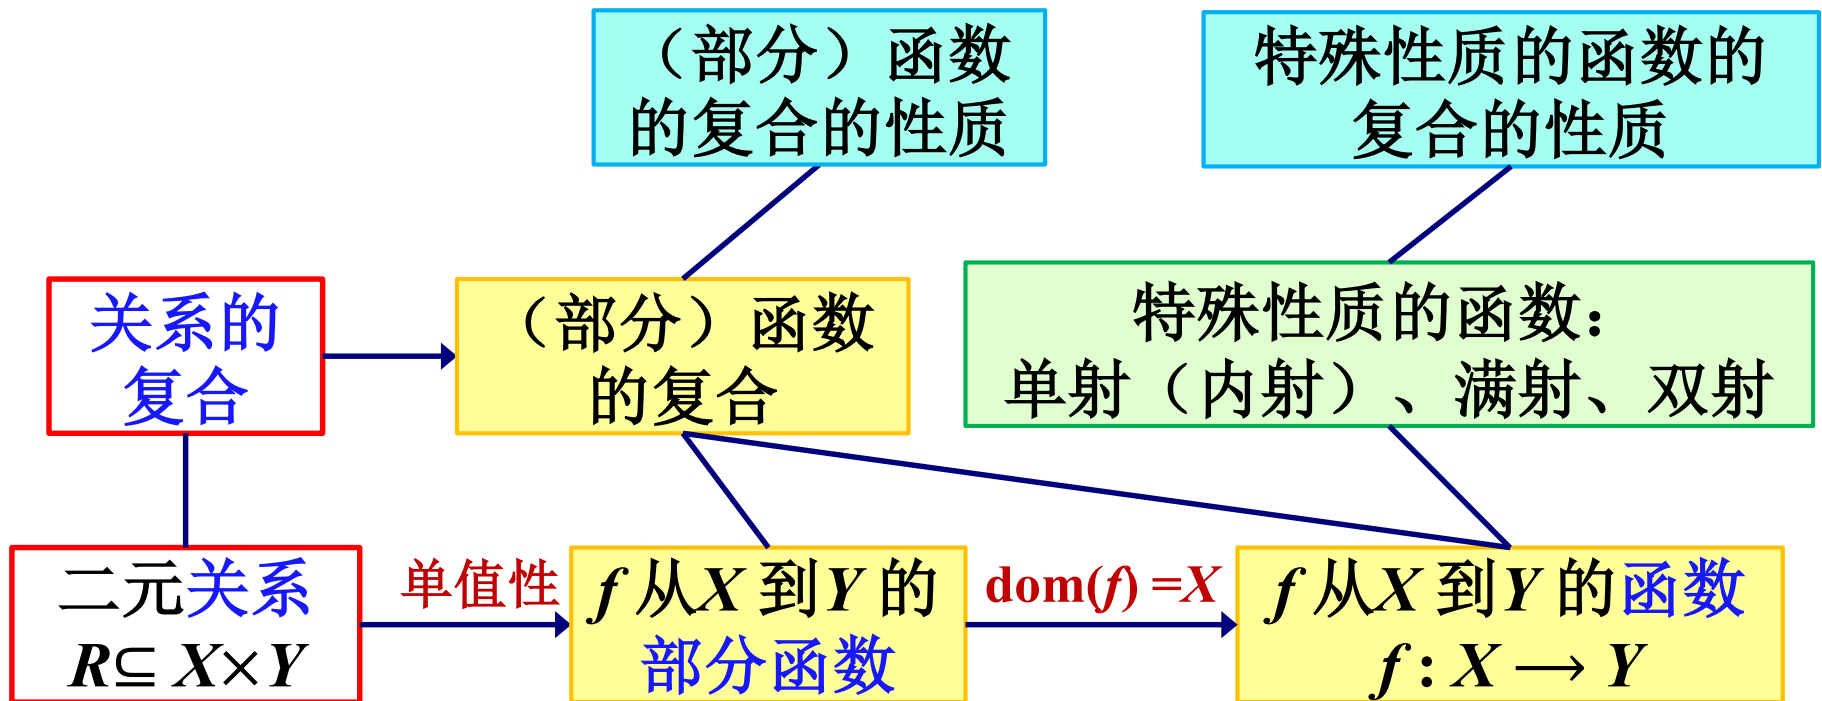 （部分）函数
的复合的性质
特殊性质的函数的
复合的性质
关系的
复合
（部分）函数
的复合
特殊性质的函数：
单射（内射）、满射、双射
二元关系
R⊆ X×Y
单值性
f 从X 到Y 的
部分函数
dom(f) =X
f 从X 到Y 的函数
f : X ⟶ Y